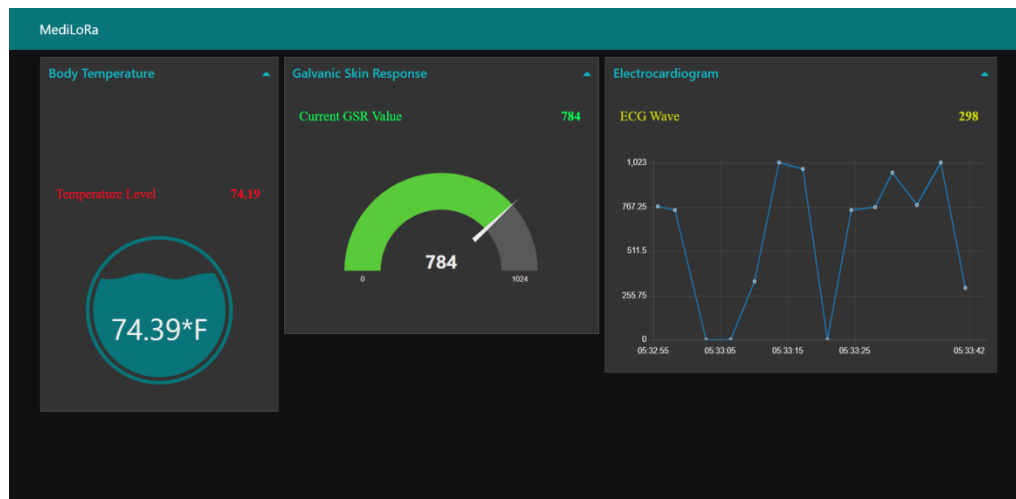 MediLoRa
Body Temperature
Temperature Level 74.19
74.39*F
Galvanic Skin Response
Current GSR Value 784
784
0 1024
Electrocardiogram
ECG Wave 298
1,023
767.25
511.5
255.75
0
05:32:55 05:33:05 05:33:15 05:33:25 05:33:42